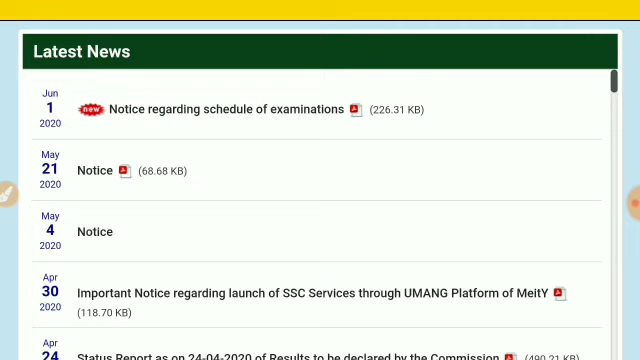 Latest News
Jun
1
2020
new Notice regarding schedule of examinations (226.31 KB)
May
21
2020
Notice (68.68 KB)
May
4
2020
Notice
Apr
30
2020
Important Notice regarding launch of SSC Services through UMANG Platform of MeitY
(118.70 KB)
Apr
24
Status Report as on 24-04-2020 of Results to be declared by the Commission (490.21 KB)